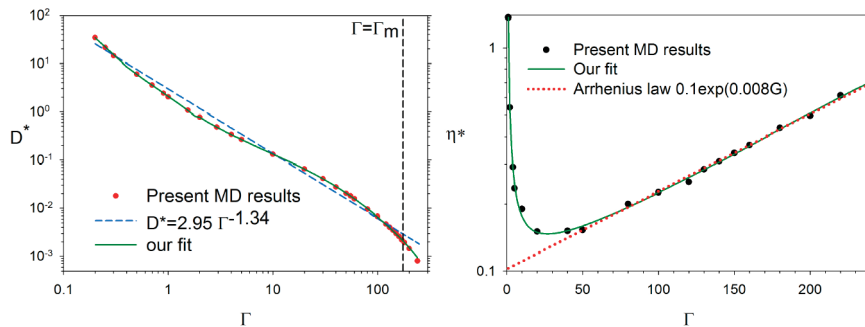 Γ=Γm
10²
10¹
10⁰
10⁻¹
10⁻²
10⁻³
D*
Present MD results
D*=2.95 Γ-1.34
our fit
0.1 1 10 100
Γ
1
0.1
η*
Present MD results
Our fit
Arrhenius law 0.1exp(0.008G)
0 50 100 150 200
Γ